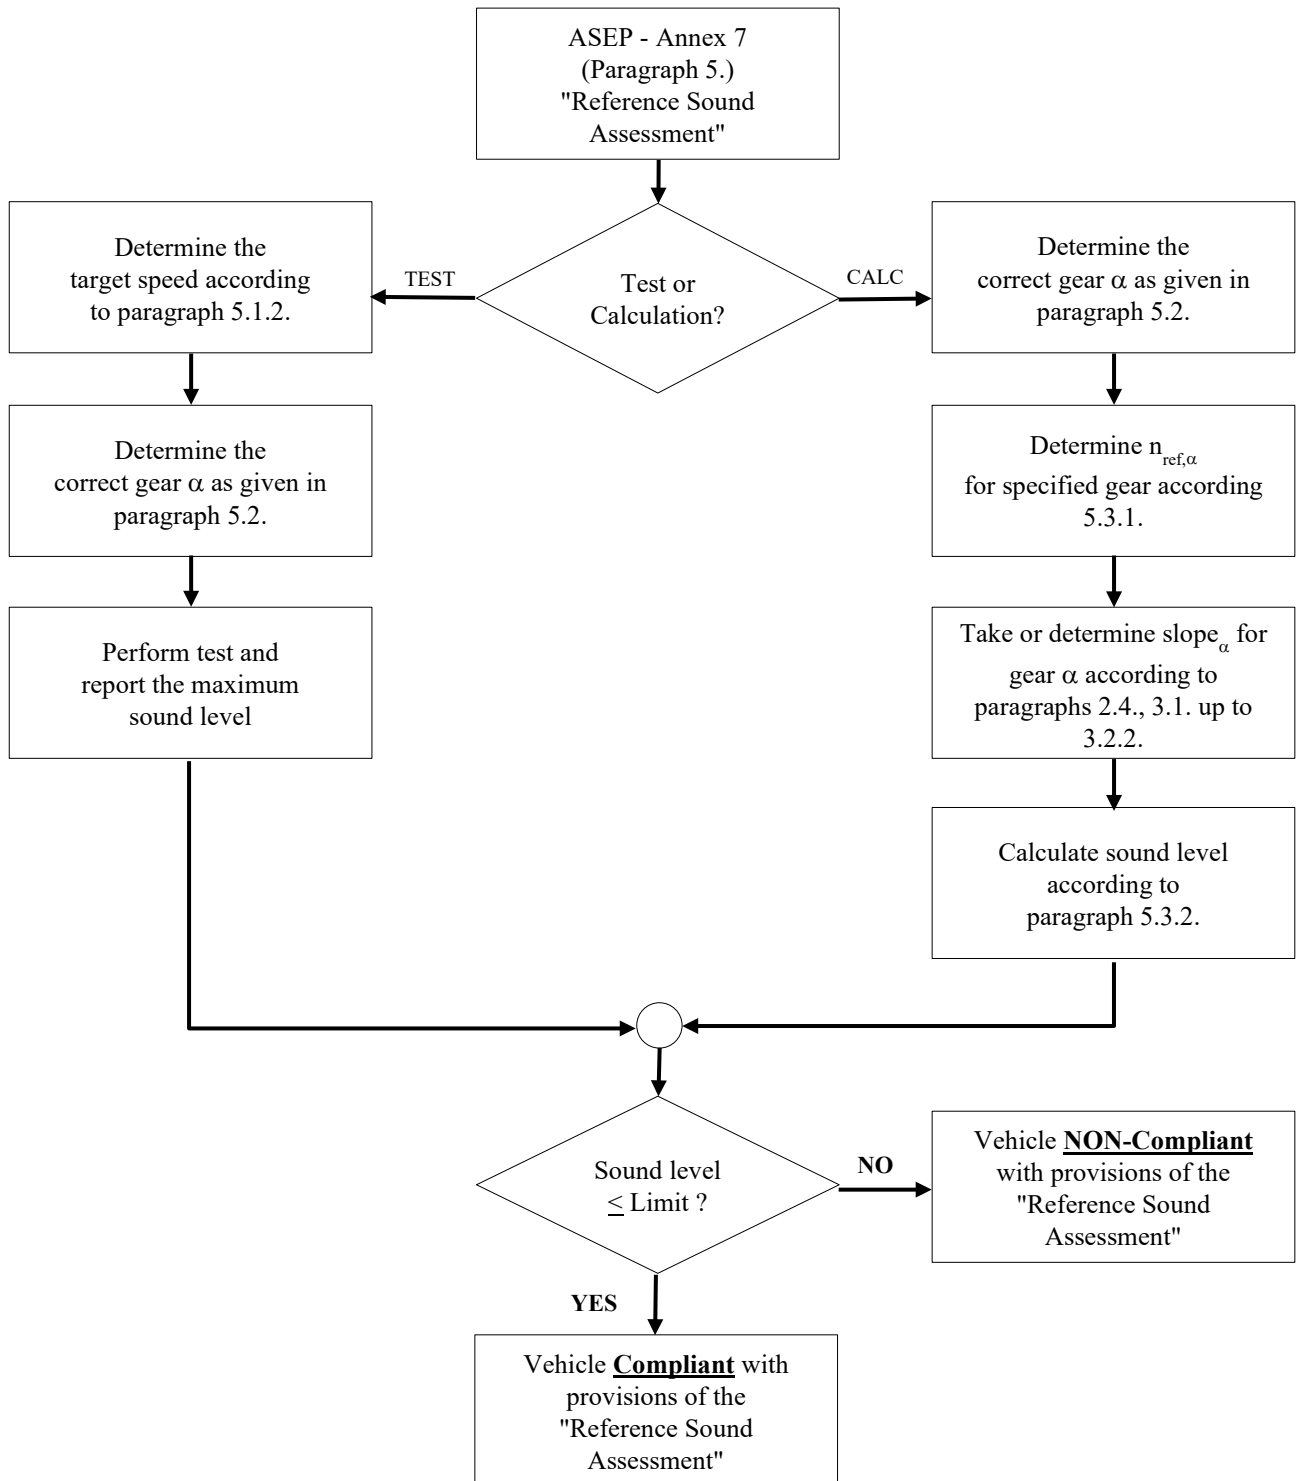 ASEP - Annex 7
(Paragraph 5.)
"Reference Sound
Assessment"
Determine the
target speed according
to paragraph 5.1.2.
TEST
Test or
Calculation?
CALC
Determine the
correct gear α as given in
paragraph 5.2.
Determine the
correct gear α as given in
paragraph 5.2.
Determine n_ref,α
for specified gear according
5.3.1.
Perform test and
report the maximum
sound level
Take or determine slope_α for
gear α according to
paragraphs 2.4., 3.1. up to
3.2.2.
Calculate sound level
according to
paragraph 5.3.2.
Sound level
≤ Limit ?
NO
Vehicle NON-Compliant
with provisions of the
"Reference Sound
Assessment"
YES
Vehicle Compliant with
provisions of the
"Reference Sound
Assessment"